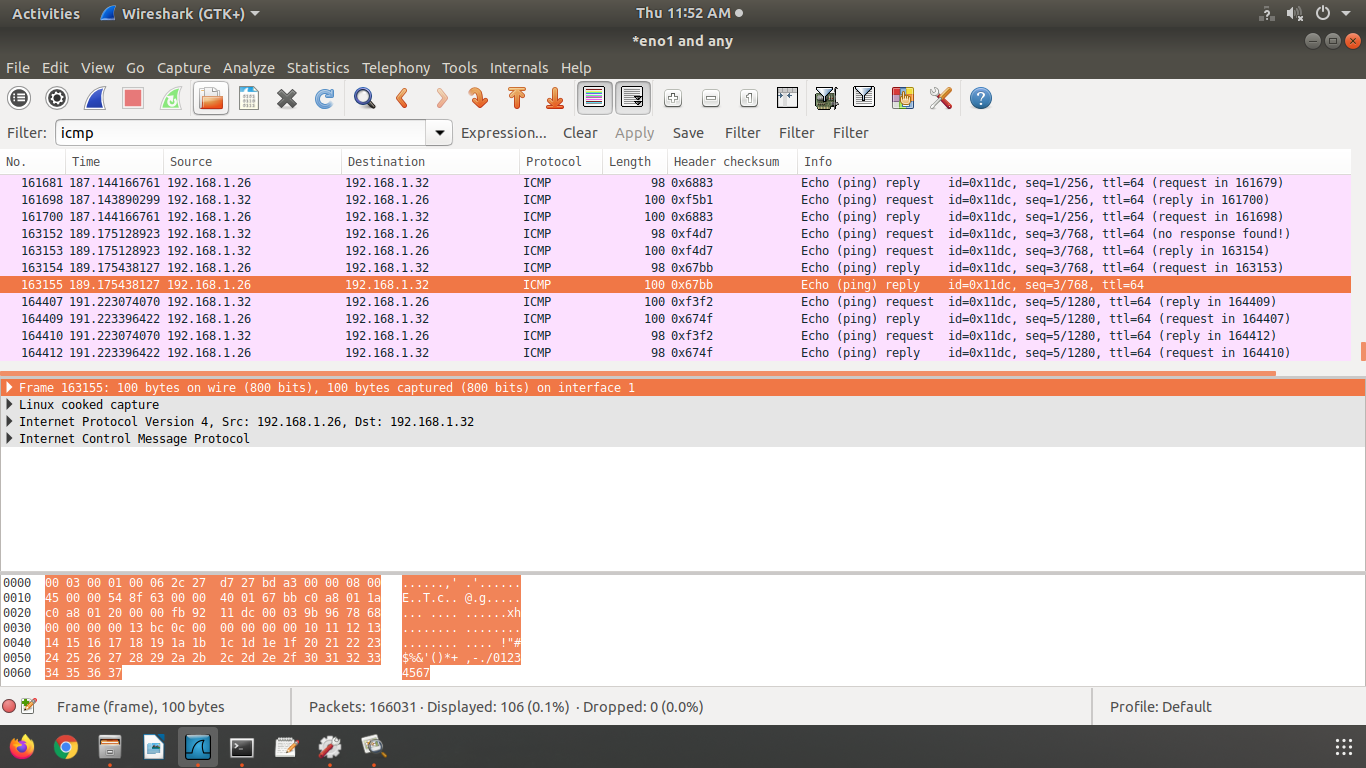 Activities Wireshark (GTK+) Thu 11:52 AM
*eno1 and any
File Edit View Go Capture Analyze Statistics Telephony Tools Internals Help
Filter: icmp Expression... Clear Apply Save Filter Filter Filter
No. Time Source Destination Protocol Length Header checksum Info
161681 187.144166761 192.168.1.26 192.168.1.32 ICMP 98 0x6883 Echo (ping) reply id=0x11dc, seq=1/256, ttl=64 (request in 161679)
161698 187.143890299 192.168.1.32 192.168.1.26 ICMP 100 0xf5b1 Echo (ping) request id=0x11dc, seq=1/256, ttl=64 (reply in 161700)
161700 187.144166761 192.168.1.26 192.168.1.32 ICMP 100 0x6883 Echo (ping) reply id=0x11dc, seq=1/256, ttl=64 (request in 161698)
163152 189.175128923 192.168.1.32 192.168.1.26 ICMP 98 0xf4d7 Echo (ping) request id=0x11dc, seq=3/768, ttl=64 (no response found!)
163153 189.175128923 192.168.1.32 192.168.1.26 ICMP 100 0xf4d7 Echo (ping) request id=0x11dc, seq=3/768, ttl=64 (reply in 163154)
163154 189.175438127 192.168.1.26 192.168.1.32 ICMP 98 0x67bb Echo (ping) reply id=0x11dc, seq=3/768, ttl=64 (request in 163153)
163155 189.175438127 192.168.1.26 192.168.1.32 ICMP 100 0x67bb Echo (ping) reply id=0x11dc, seq=3/768, ttl=64
164407 191.223074070 192.168.1.32 192.168.1.26 ICMP 100 0xf3f2 Echo (ping) request id=0x11dc, seq=5/1280, ttl=64 (reply in 164409)
164409 191.223396422 192.168.1.26 192.168.1.32 ICMP 100 0x674f Echo (ping) reply id=0x11dc, seq=5/1280, ttl=64 (request in 164407)
164410 191.223074070 192.168.1.32 192.168.1.26 ICMP 98 0xf3f2 Echo (ping) request id=0x11dc, seq=5/1280, ttl=64 (reply in 164412)
164412 191.223396422 192.168.1.26 192.168.1.32 ICMP 98 0x674f Echo (ping) reply id=0x11dc, seq=5/1280, ttl=64 (request in 164410)
Frame 163155: 100 bytes on wire (800 bits), 100 bytes captured (800 bits) on interface 1
Linux cooked capture
Internet Protocol Version 4, Src: 192.168.1.26, Dst: 192.168.1.32
Internet Control Message Protocol
0000 00 03 00 01 00 06 2c 27 d7 27 bd a3 00 00 08 00 ......,' .'......
0010 45 00 00 54 8f 63 00 00 40 01 67 bb c0 a8 01 1a E..T.c.. @.g.....
0020 c0 a8 01 20 00 00 fb 92 11 dc 00 03 9b 96 78 68 ... .... ......xh
0030 00 00 00 00 13 bc 0c 00 00 00 00 00 10 11 12 13 ........ ........
0040 14 15 16 17 18 19 1a 1b 1c 1d 1e 1f 20 21 22 23 ........ .... !"#
0050 24 25 26 27 28 29 2a 2b 2c 2d 2e 2f 30 31 32 33 $%&'()*+ ,-./0123
0060 34 35 36 37 4567
Frame (frame), 100 bytes Packets: 166031 · Displayed: 106 (0.1%) · Dropped: 0 (0.0%) Profile: Default